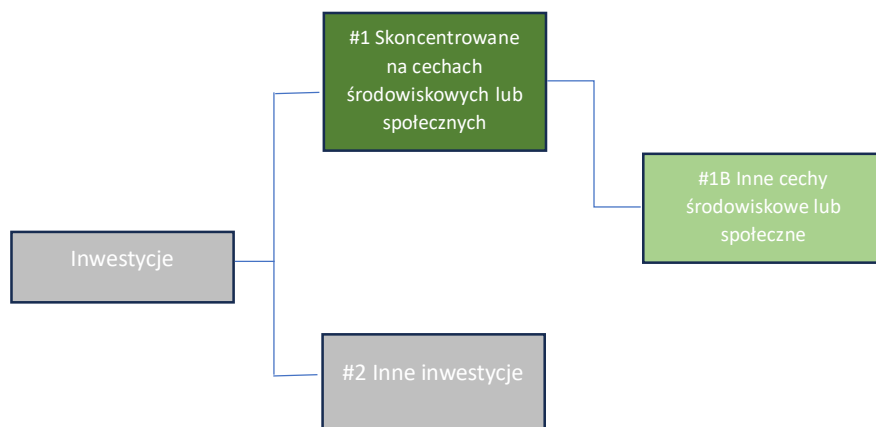 #1 Skoncentrowane
na cechach
środowiskowych lub
społecznych
#1B Inne cechy
środowiskowe lub
społeczne
Inwestycje
#2 Inne inwestycje